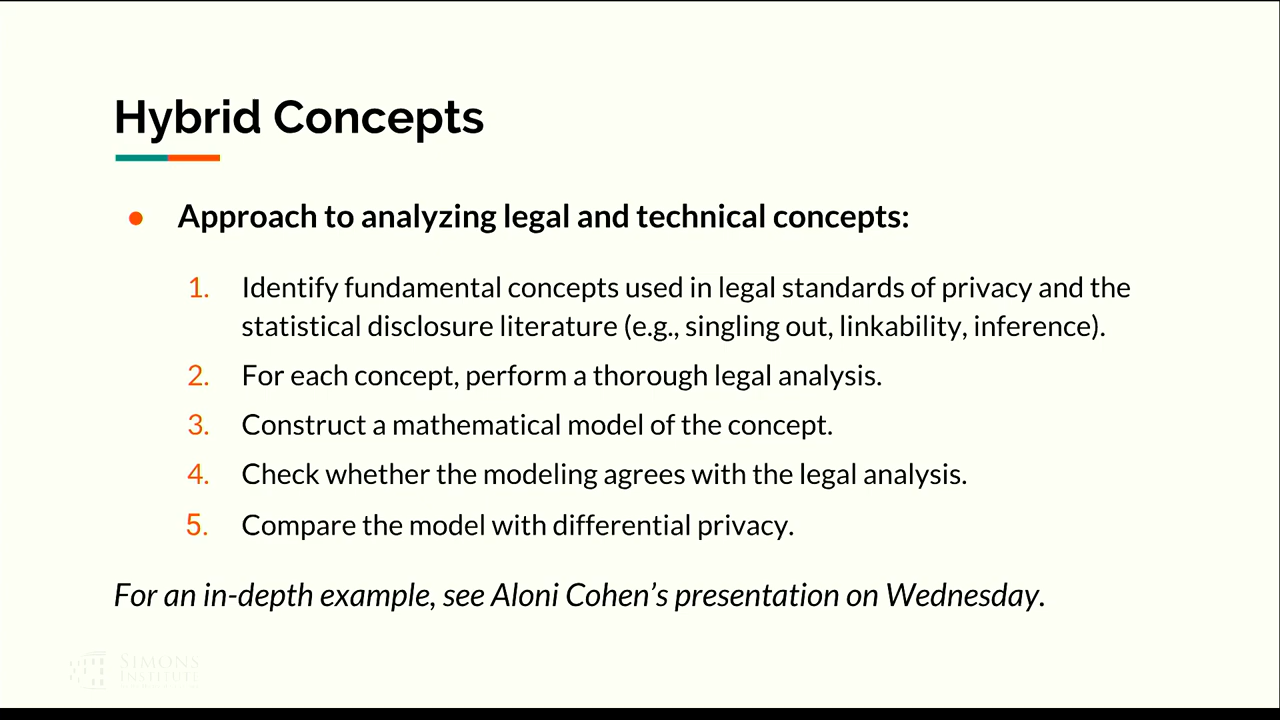 Hybrid Concepts
● Approach to analyzing legal and technical concepts:
1. Identify fundamental concepts used in legal standards of privacy and the
statistical disclosure literature (e.g., singling out, linkability, inference).
2. For each concept, perform a thorough legal analysis.
3. Construct a mathematical model of the concept.
4. Check whether the modeling agrees with the legal analysis.
5. Compare the model with differential privacy.
For an in-depth example, see Aloni Cohen’s presentation on Wednesday.
SIMONS
INSTITUTE